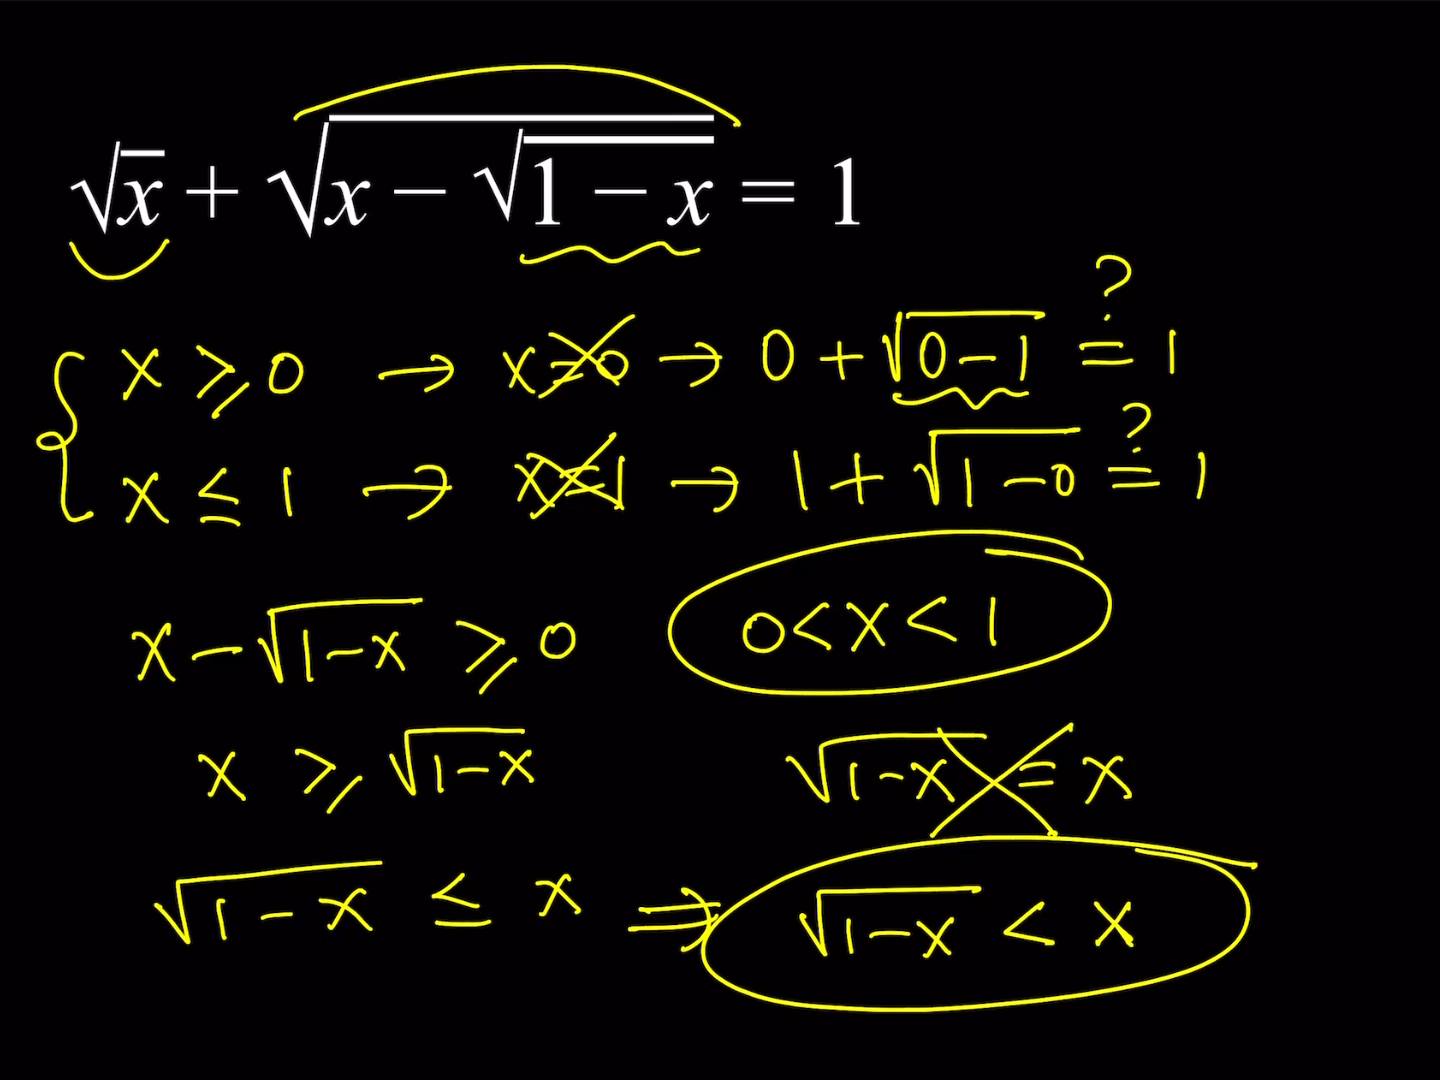 √x + √(x − √(1 − x)) = 1
x ≥ 0 → x = 0 → 0 + √(0 − 1) ≟ 1
x ≤ 1 → x = 1 → 1 + √(1 − 0) ≟ 1
x − √(1 − x) ≥ 0 0 < x < 1
x ≥ √(1 − x) √(1 − x) = x
√(1 − x) ≤ x ⇒ √(1 − x) < x